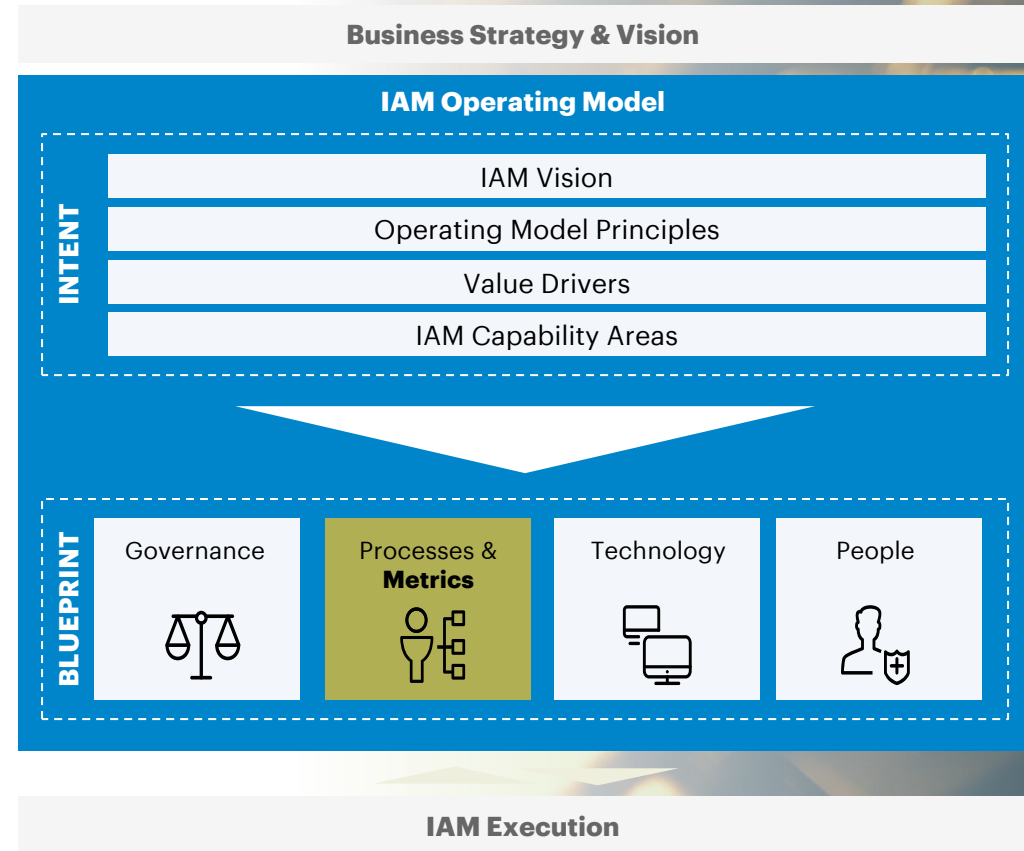 Business Strategy & Vision
IAM Operating Model
INTENT
IAM Vision
Operating Model Principles
Value Drivers
IAM Capability Areas
BLUEPRINT
Governance
Processes &
Metrics
Technology
People
IAM Execution